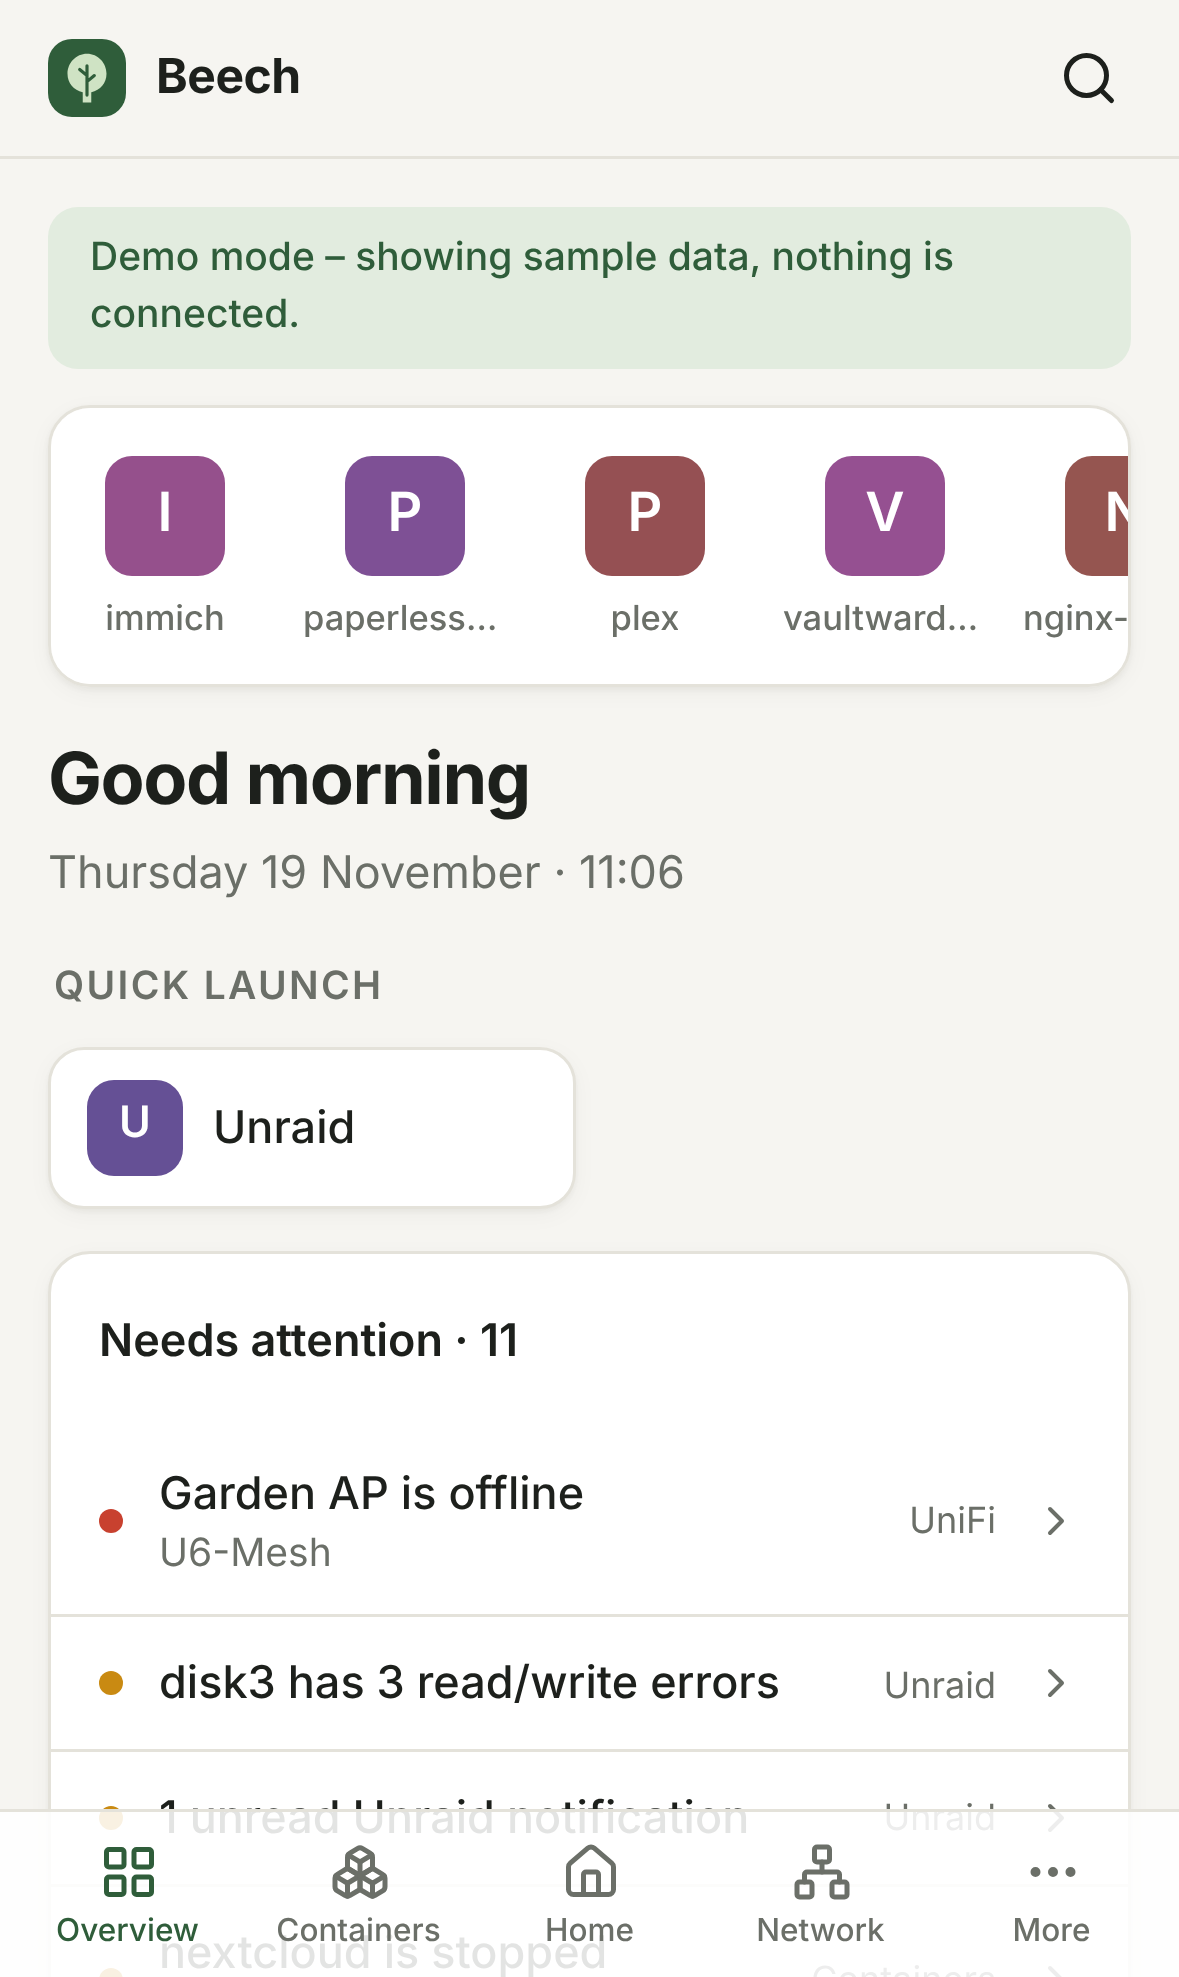 Beech
Demo mode – showing sample data, nothing is
connected.
I
P
P
V
N
immich
paperless...
plex
vaultward...
nginx-
Good morning
Thursday 19 November · 11:06
QUICK LAUNCH
U
Unraid
Needs attention · 11
Garden AP is offline
U6-Mesh
UniFi
disk3 has 3 read/write errors
Unraid
1 unread Unraid notification
Unraid
Overview
Containers
Home
Network
More
nextcloud is stopped
Containers